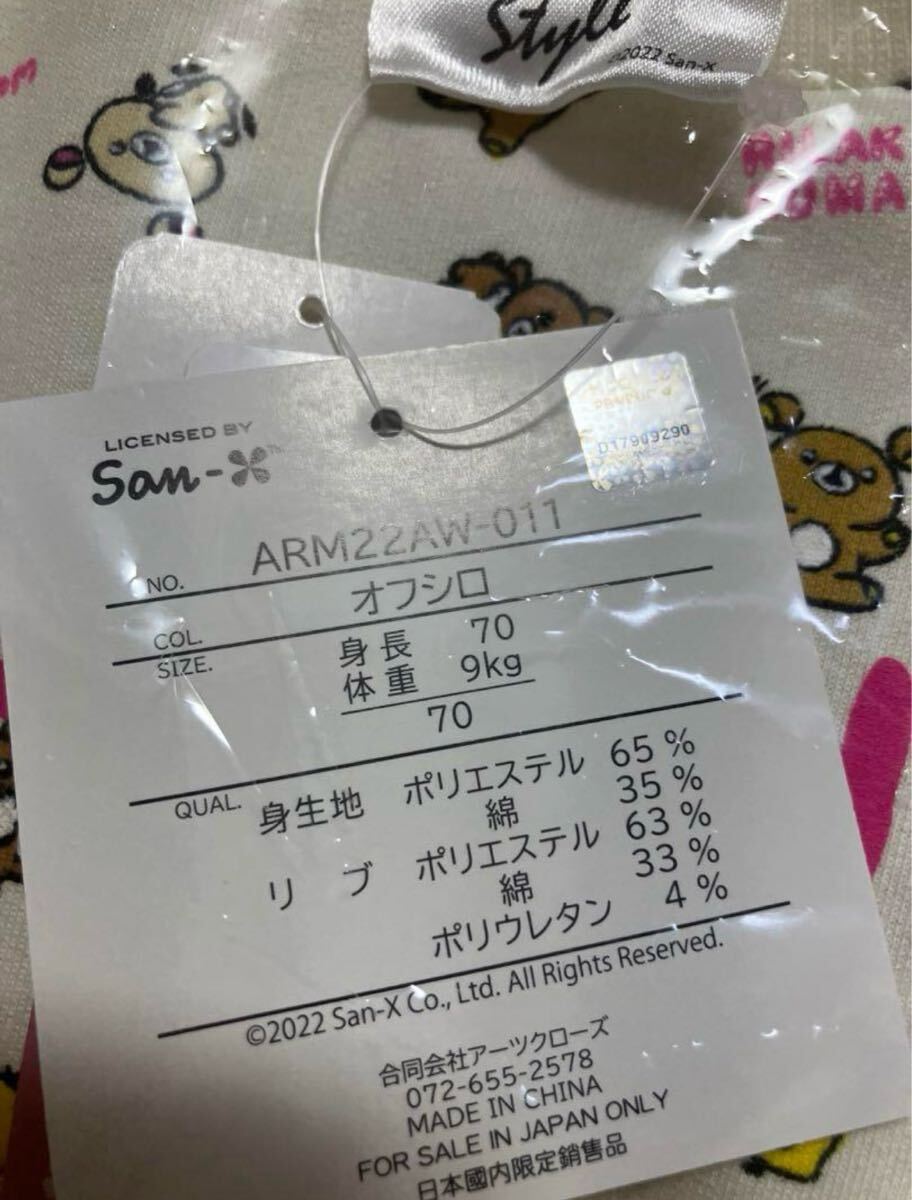 Style
©2022 San-X
RILAK
KUMA
LICENSED BY
San-X™
D17909290
NO. ARM22AW-011
COL. オフシロ
SIZE. 身長 70
体重 9kg
70
QUAL. 身生地 ポリエステル 65%
綿 35%
リブ ポリエステル 63%
綿 33%
ポリウレタン 4%
©2022 San-X Co., Ltd. All Rights Reserved.
合同会社アーツクローズ
072-655-2578
MADE IN CHINA
FOR SALE IN JAPAN ONLY
日本國内限定銷售品